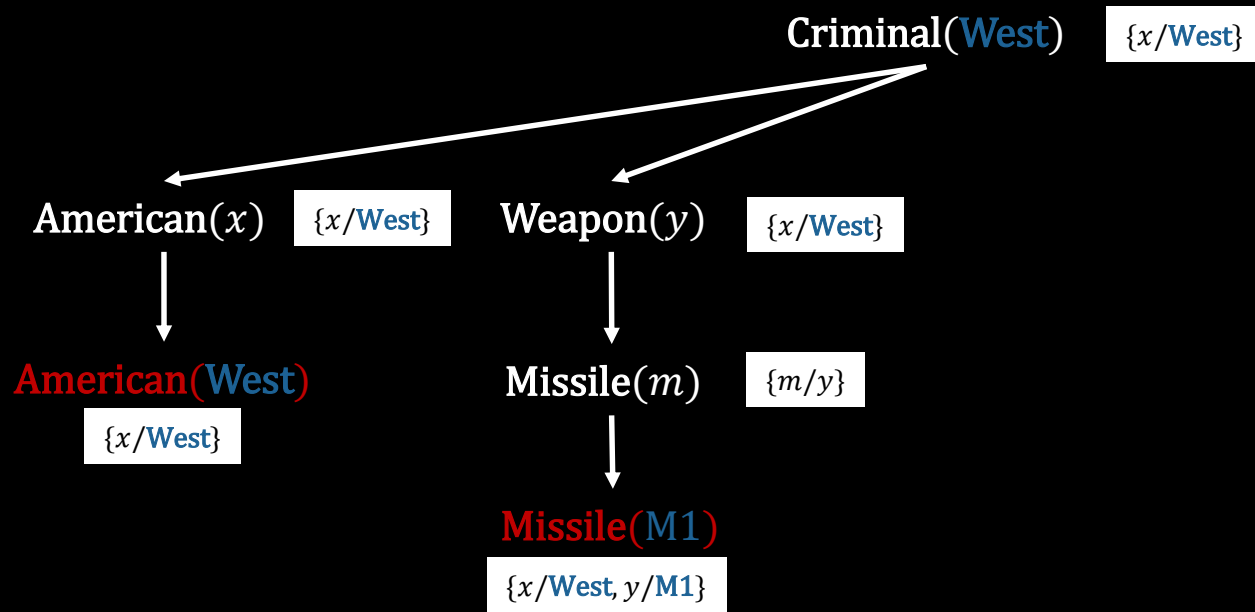 Criminal(West) {x/West}
American(x) {x/West} Weapon(y) {x/West}
American(West) Missile(m) {m/y}
{x/West}
Missile(M1)
{x/West, y/M1}